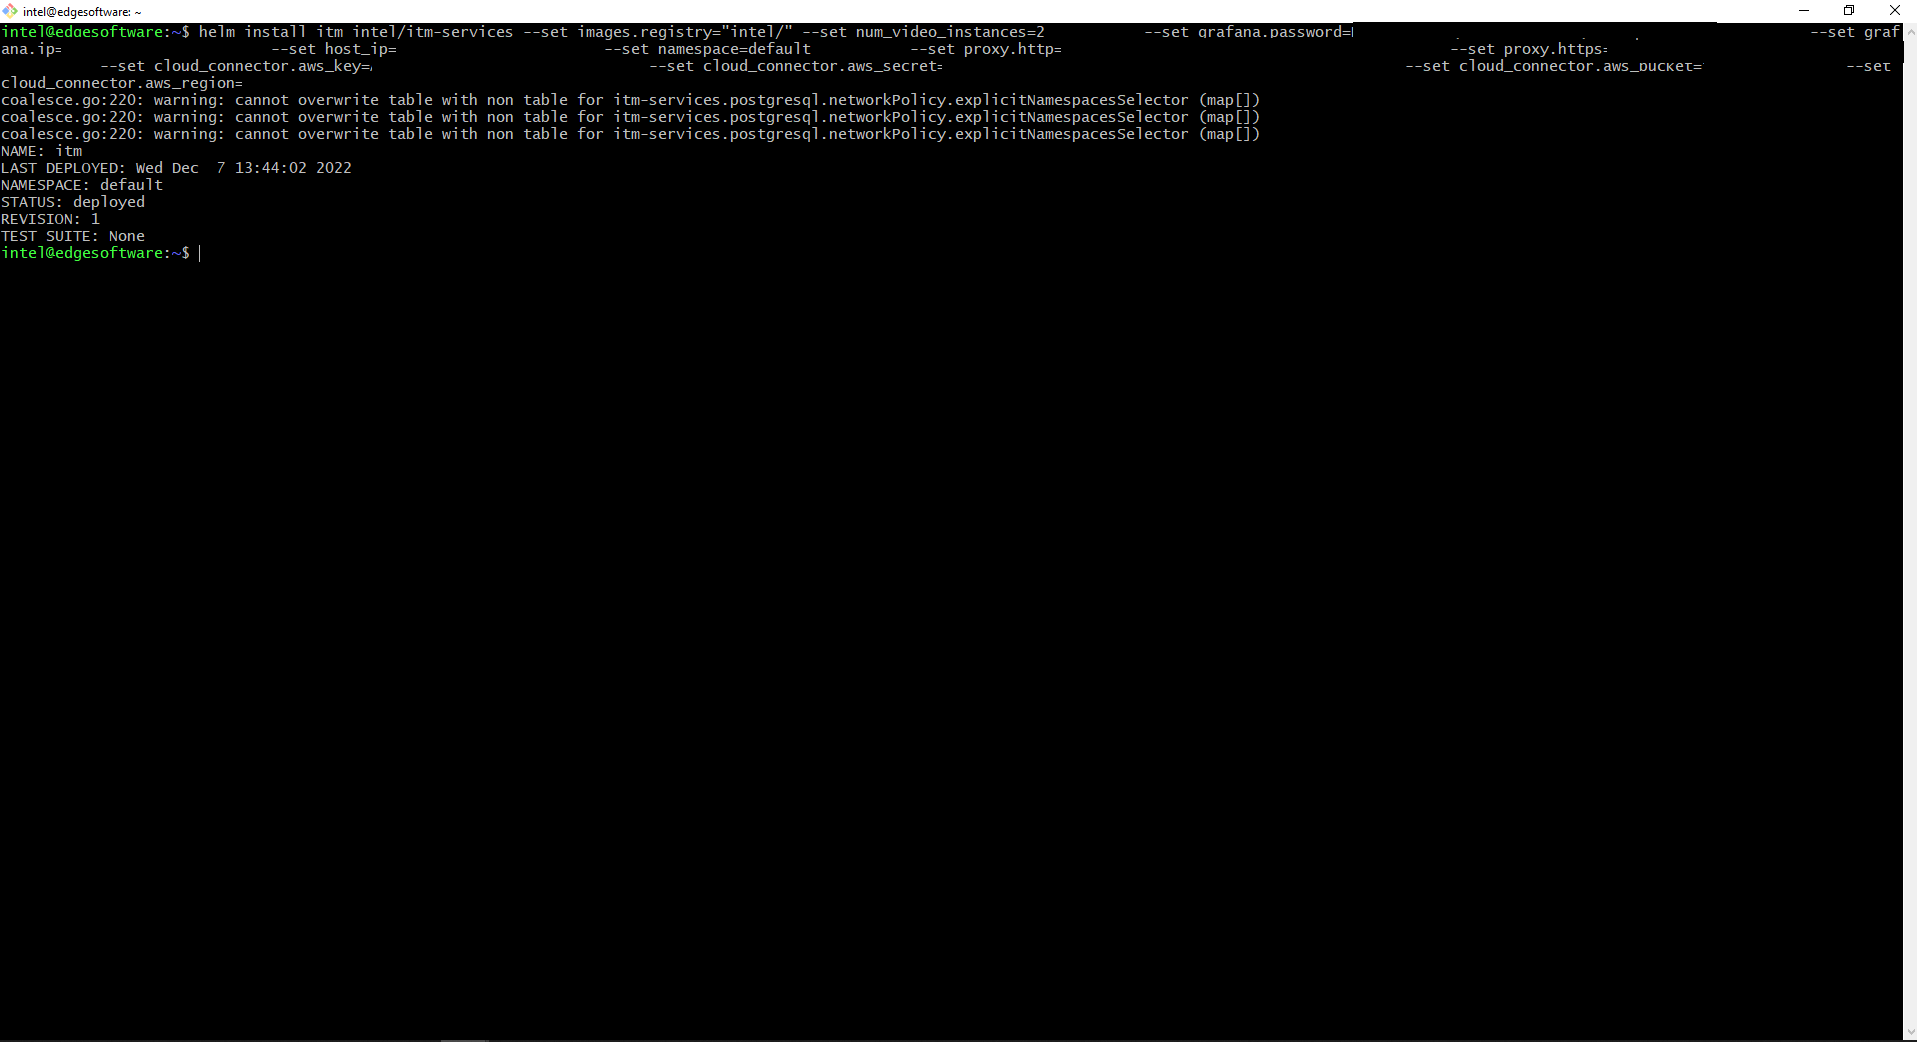 intel@edgesoftware: ~
intel@edgesoftware:~$ helm install itm intel/itm-services --set images.registry="intel/" --set num_video_instances=2 --set grafana.password= --set graf
ana.ip= --set host_ip= --set namespace=default --set proxy.http= --set proxy.https=
--set cloud_connector.aws_key= --set cloud_connector.aws_secret= --set cloud_connector.aws_bucket= --set
cloud_connector.aws_region=
coalesce.go:220: warning: cannot overwrite table with non table for itm-services.postgresql.networkPolicy.explicitNamespacesSelector (map[])
coalesce.go:220: warning: cannot overwrite table with non table for itm-services.postgresql.networkPolicy.explicitNamespacesSelector (map[])
coalesce.go:220: warning: cannot overwrite table with non table for itm-services.postgresql.networkPolicy.explicitNamespacesSelector (map[])
NAME: itm
LAST DEPLOYED: Wed Dec  7 13:44:02 2022
NAMESPACE: default
STATUS: deployed
REVISION: 1
TEST SUITE: None
intel@edgesoftware:~$